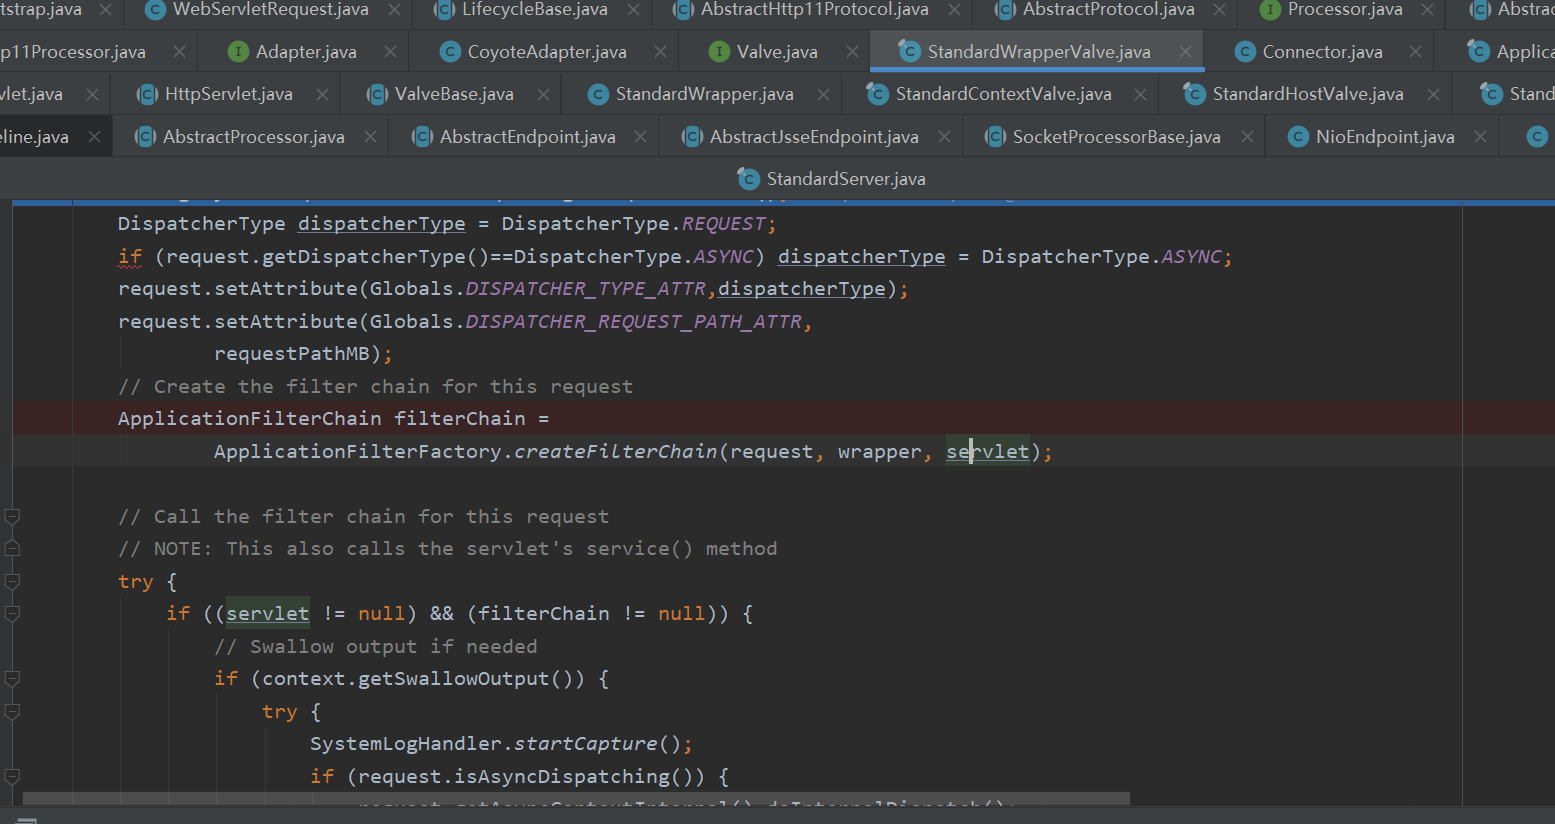 tstrap.java WebServletRequest.java LifecycleBase.java AbstractHttp11Protocol.java AbstractProtocol.java Processor.java Abstrac
p11Processor.java Adapter.java CoyoteAdapter.java Valve.java StandardWrapperValve.java Connector.java Applica
vlet.java HttpServlet.java ValveBase.java StandardWrapper.java StandardContextValve.java StandardHostValve.java Stand
eline.java AbstractProcessor.java AbstractEndpoint.java AbstractJsseEndpoint.java SocketProcessorBase.java NioEndpoint.java
StandardServer.java
DispatcherType dispatcherType = DispatcherType.REQUEST;
if (request.getDispatcherType()==DispatcherType.ASYNC) dispatcherType = DispatcherType.ASYNC;
request.setAttribute(Globals.DISPATCHER_TYPE_ATTR,dispatcherType);
request.setAttribute(Globals.DISPATCHER_REQUEST_PATH_ATTR,
requestPathMB);
// Create the filter chain for this request
ApplicationFilterChain filterChain =
ApplicationFilterFactory.createFilterChain(request, wrapper, servlet);
// Call the filter chain for this request
// NOTE: This also calls the servlet's service() method
try {
if ((servlet != null) && (filterChain != null)) {
// Swallow output if needed
if (context.getSwallowOutput()) {
try {
SystemLogHandler.startCapture();
if (request.isAsyncDispatching()) {
request.getAsyncContextInternal().doInternalDispatch();